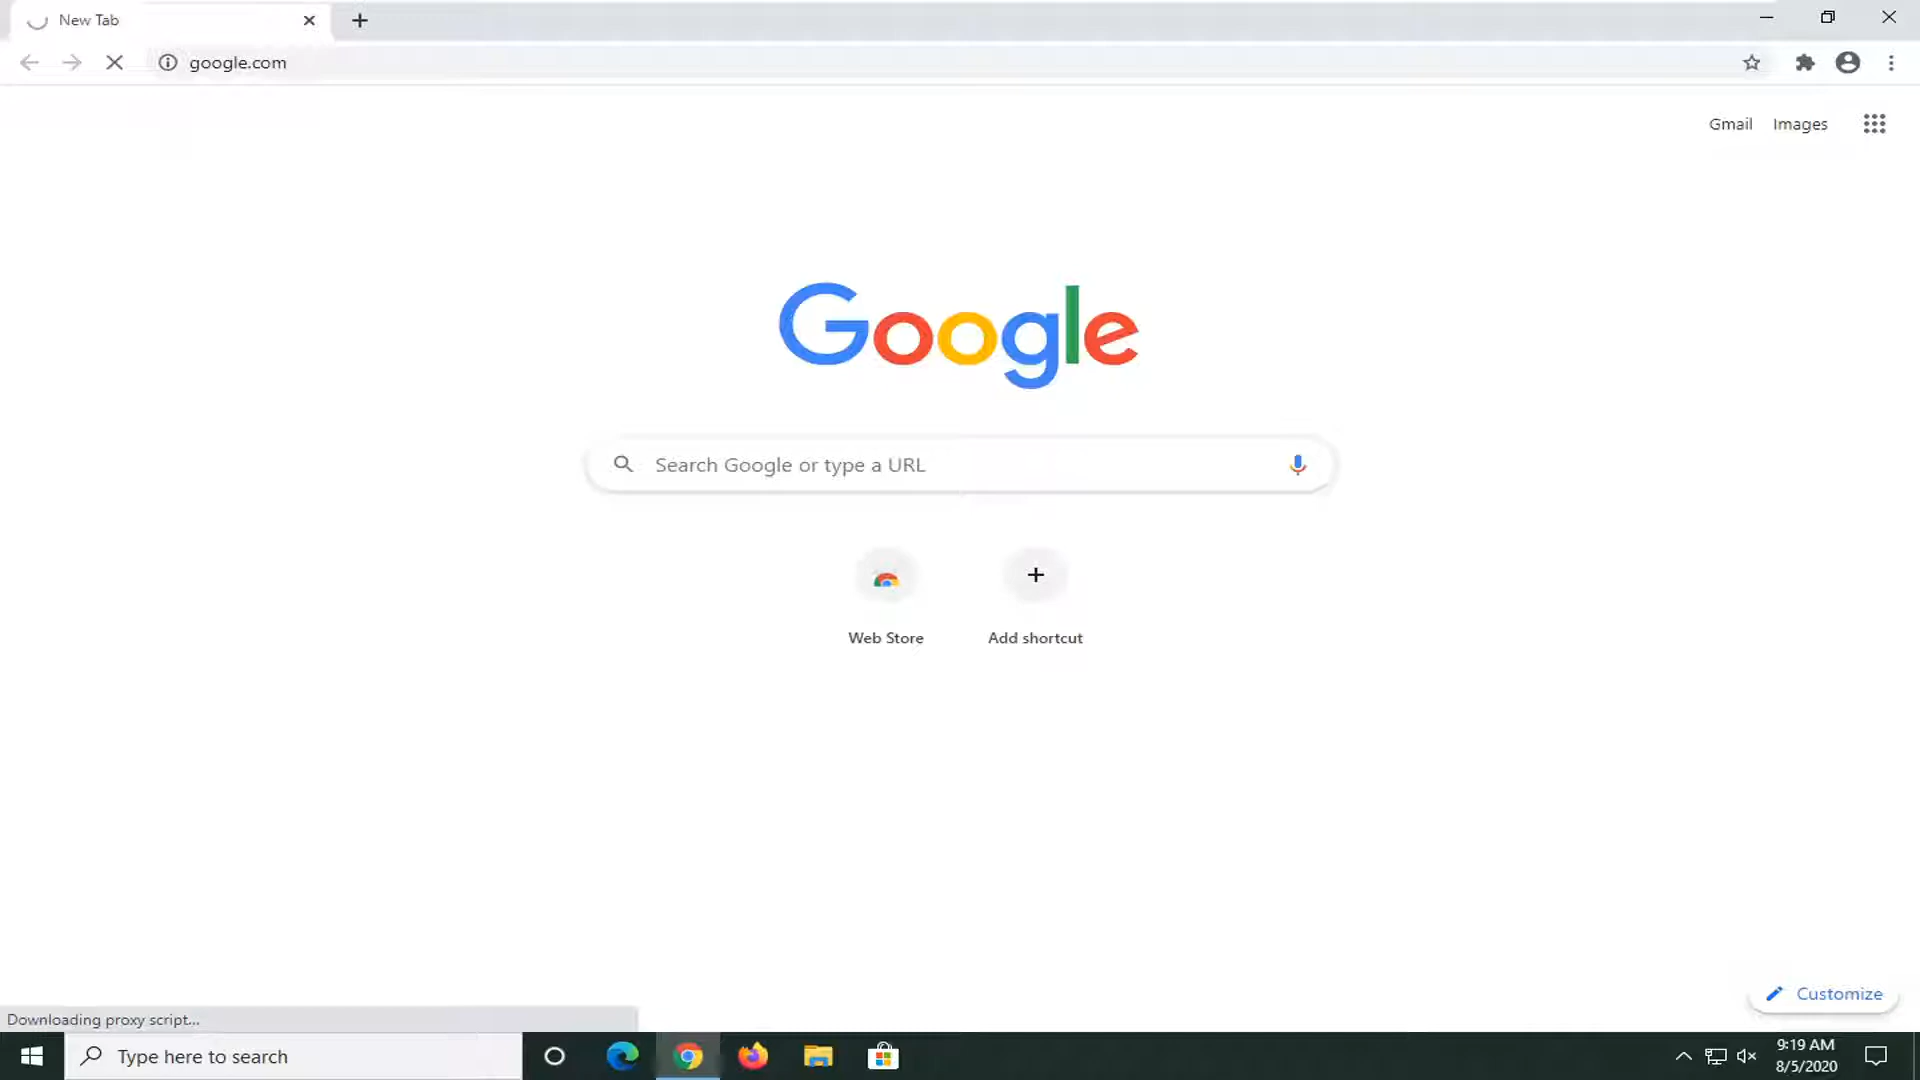 New Tab
google.com
Gmail Images
Google
Search Google or type a URL
Web Store Add shortcut
Customize
Downloading proxy script...
Type here to search
9:19 AM
8/5/2020